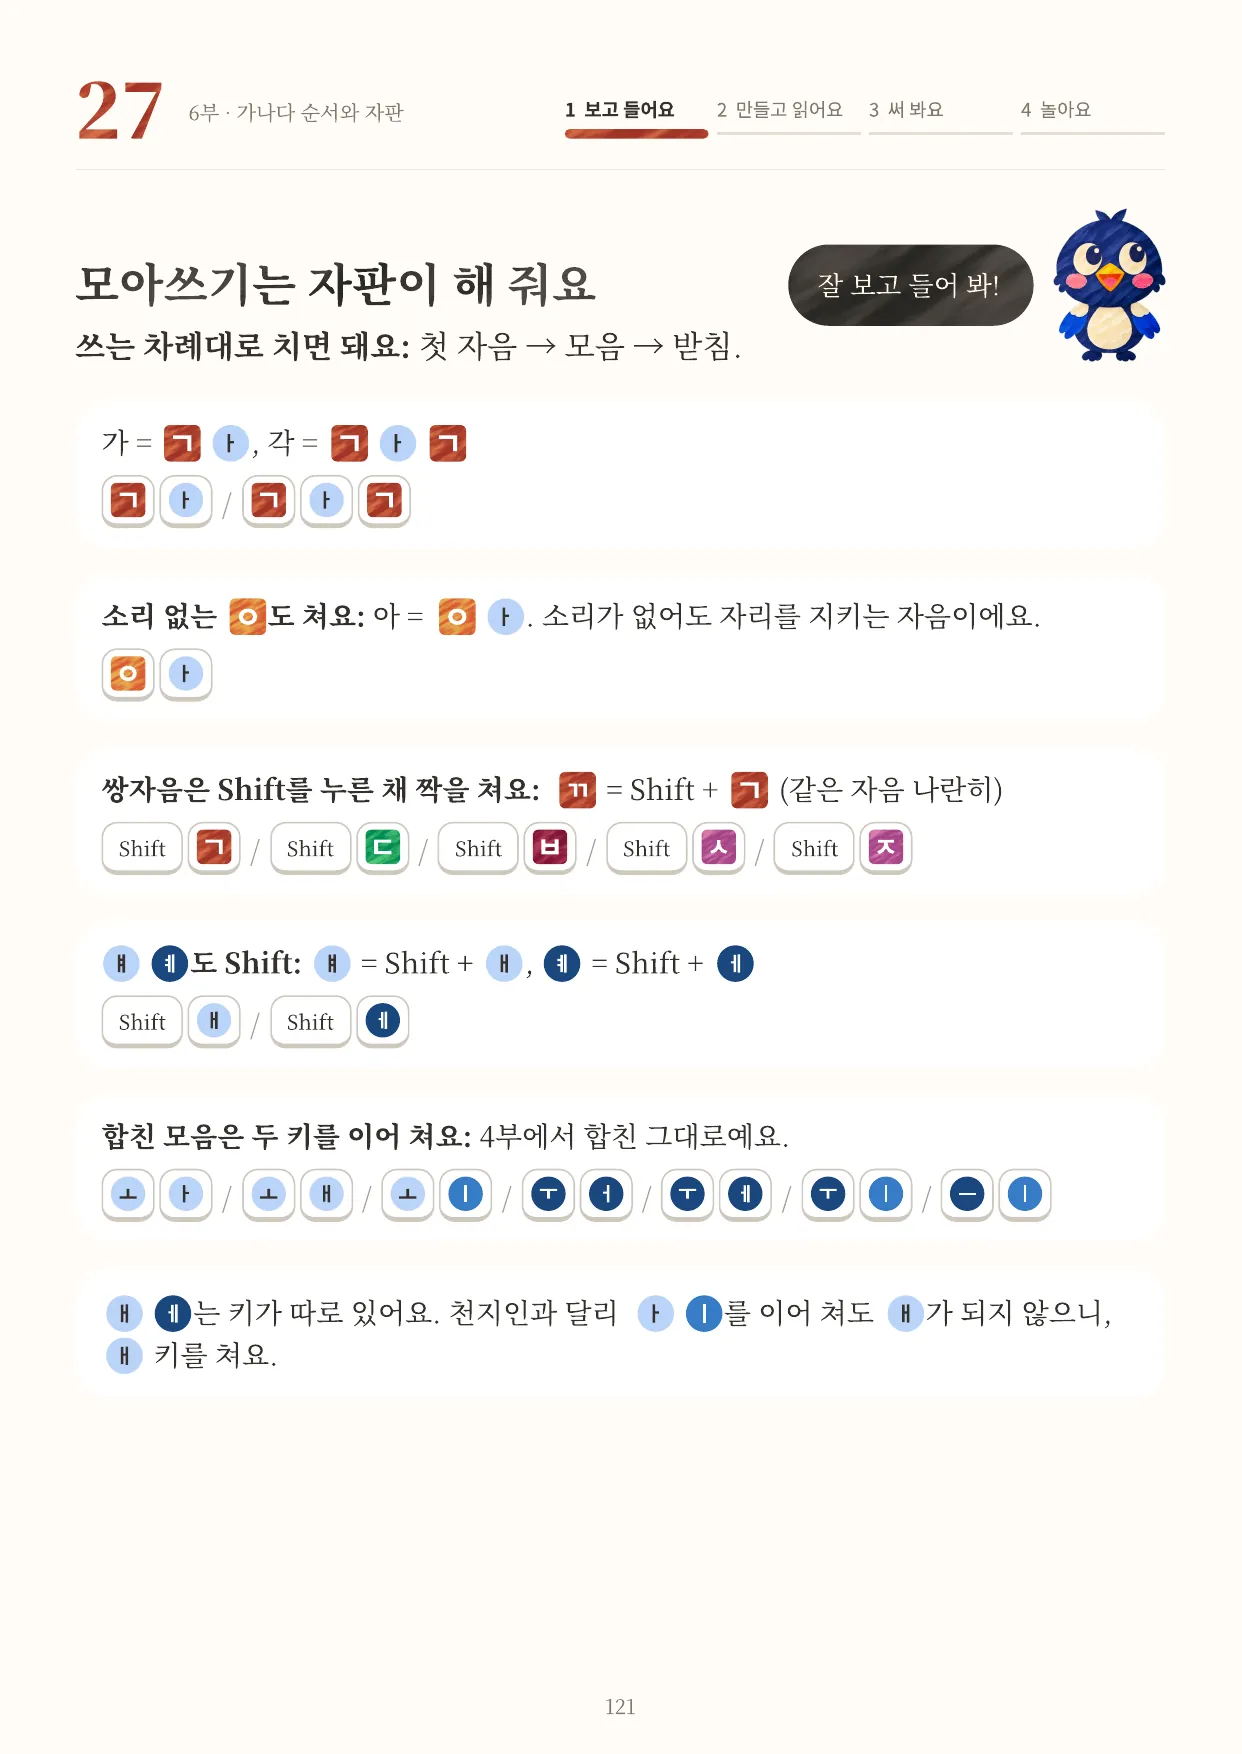 27
6부 · 가나다 순서와 자판
1 보고 들어요
2 만들고 읽어요
3 써 봐요
4 놀아요
모아쓰기는 자판이 해 줘요
잘 보고 들어 봐!
쓰는 차례대로 치면 돼요: 첫 자음 → 모음 → 받침.
가 = ㄱ ㅏ, 각 = ㄱ ㅏ ㄱ
ㄱ ㅏ / ㄱ ㅏ ㄱ
소리 없는 ㅇ도 쳐요: 아 = ㅇ ㅏ. 소리가 없어도 자리를 지키는 자음이에요.
ㅇ ㅏ
쌍자음은 Shift를 누른 채 짝을 쳐요: ㄲ = Shift + ㄱ (같은 자음 나란히)
Shift ㄱ / Shift ㄷ / Shift ㅂ / Shift ㅅ / Shift ㅈ
ㅒ ㅖ도 Shift: ㅒ = Shift + ㅐ, ㅖ = Shift + ㅔ
Shift ㅐ / Shift ㅔ
합친 모음은 두 키를 이어 쳐요: 4부에서 합친 그대로예요.
ㅗ ㅏ / ㅗ ㅐ / ㅗ ㅣ / ㅜ ㅓ / ㅜ ㅔ / ㅜ ㅣ / ㅡ ㅣ
ㅐ ㅔ는 키가 따로 있어요. 천지인과 달리 ㅏ ㅣ를 이어 쳐도 ㅐ가 되지 않으니,
ㅐ 키를 쳐요.
121